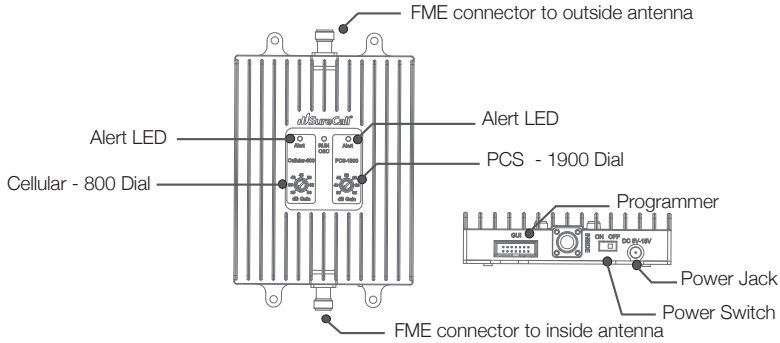 FME connector to outside antenna
SureCall
Alert LED
Alert LED
Alert
RUN
OSC
Alert
Cellular-800
PCS-1900
PCS - 1900 Dial
Cellular - 800 Dial
dB Gain
dB Gain
Programmer
GUI
INSIDE
ON OFF
DC 5V-15V
Power Jack
Power Switch
FME connector to inside antenna